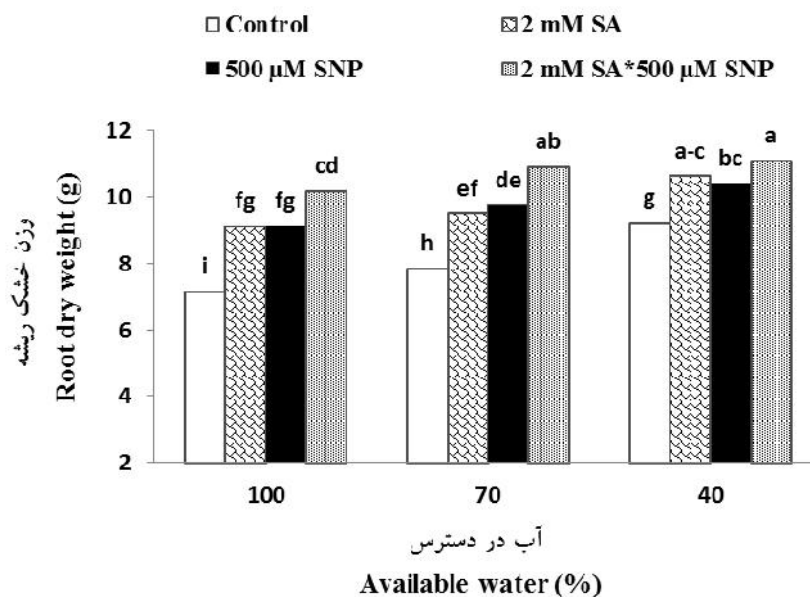 Control 2 mM SA
500 µM SNP 2 mM SA*500 µM SNP
وزن خشک ریشه
Root dry weight (g)
12
10
8
6
4
2
i fg fg cd
h ef de ab
g a-c bc a
100 70 40
آب در دسترس
Available water (%)